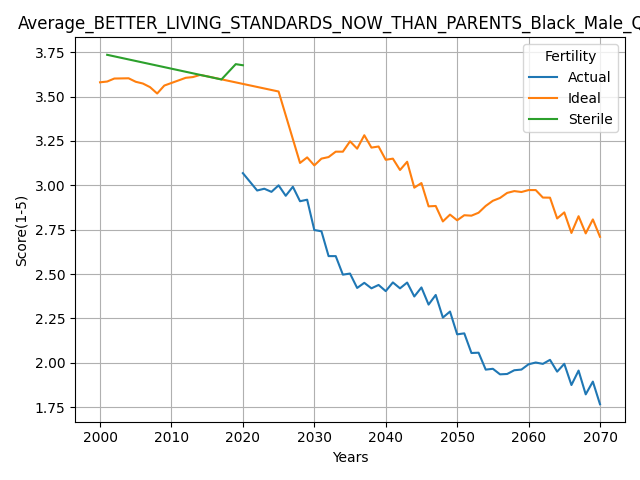 Average_BETTER_LIVING_STANDARDS_NOW_THAN_PARENTS_Black_Male_Q
Fertility
Actual
Ideal
Sterile
Score(1-5)
3.75
3.50
3.25
3.00
2.75
2.50
2.25
2.00
1.75
2000 2010 2020 2030 2040 2050 2060 2070
Years